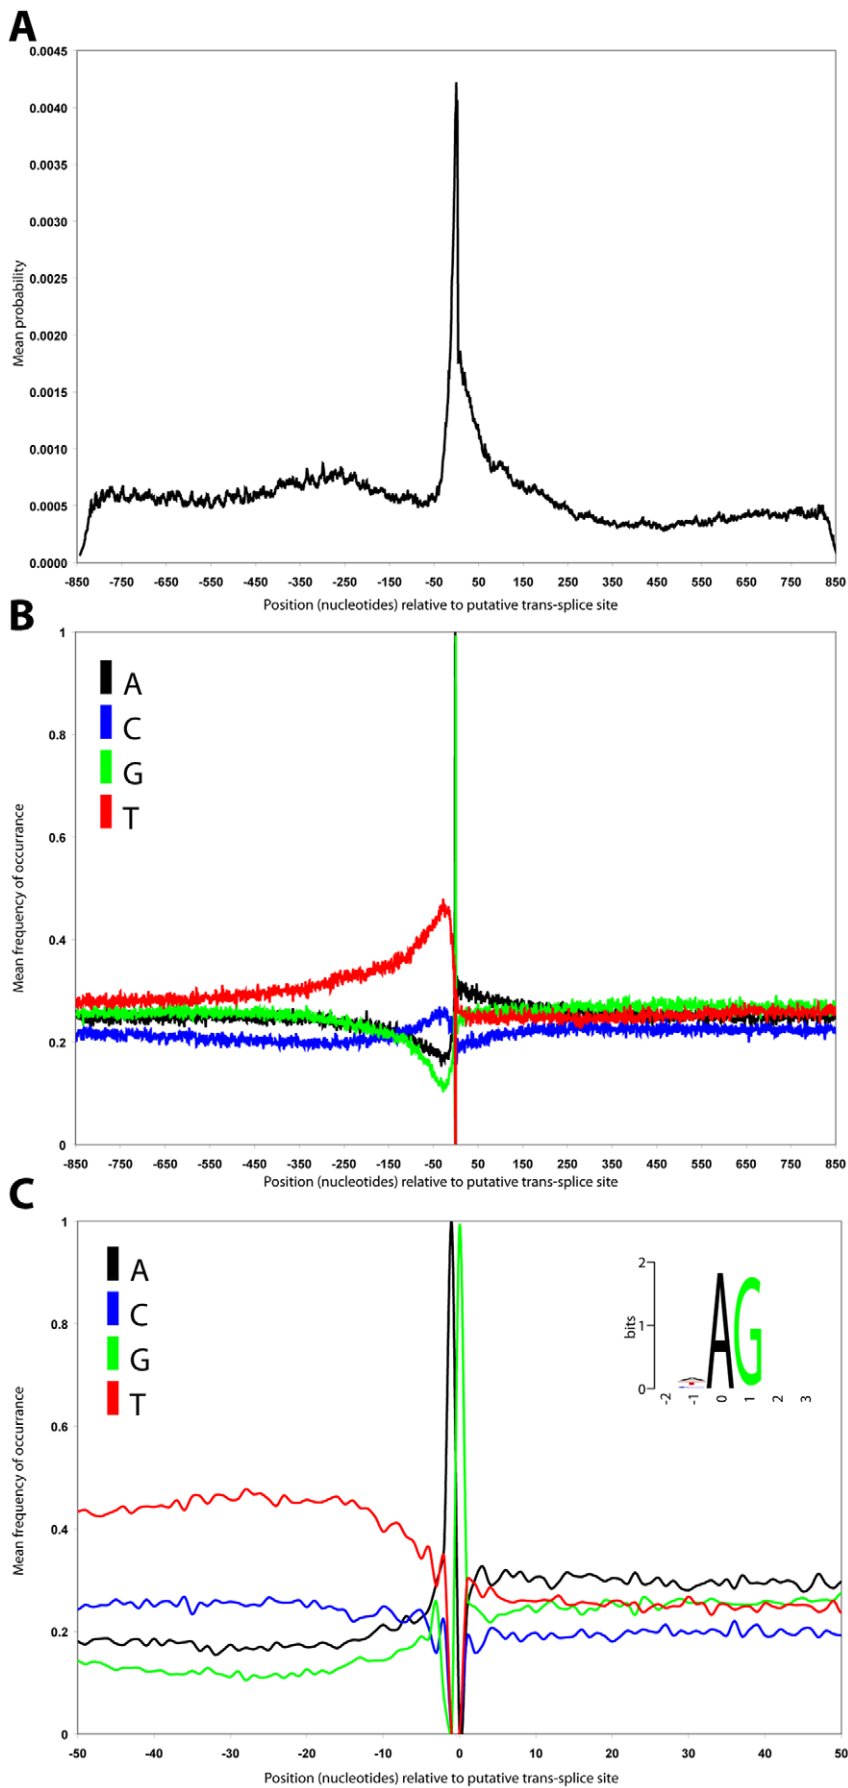 A
0.0045
0.0040
0.0035
0.0030
0.0025
0.0020
0.0015
0.0010
0.0005
0.0000
Mean probability
-850 -750 -650 -550 -450 -350 -250 -150 -50 50 150 250 350 450 550 650 750 850
Position (nucleotides) relative to putative trans-splice site
B
1
0.8
0.6
0.4
0.2
0
Mean frequency of occurrance
A
C
G
T
-850 -750 -650 -550 -450 -350 -250 -150 -50 50 150 250 350 450 550 650 750 850
Position (nucleotides) relative to putative trans-splice site
C
1
0.8
0.6
0.4
0.2
0
Mean frequency of occurrance
A
C
G
T
2
1
0
bits
AG
-2 -1 0 1 2 3
-50 -40 -30 -20 -10 0 10 20 30 40 50
Position (nucleotides) relative to putative trans-splice site